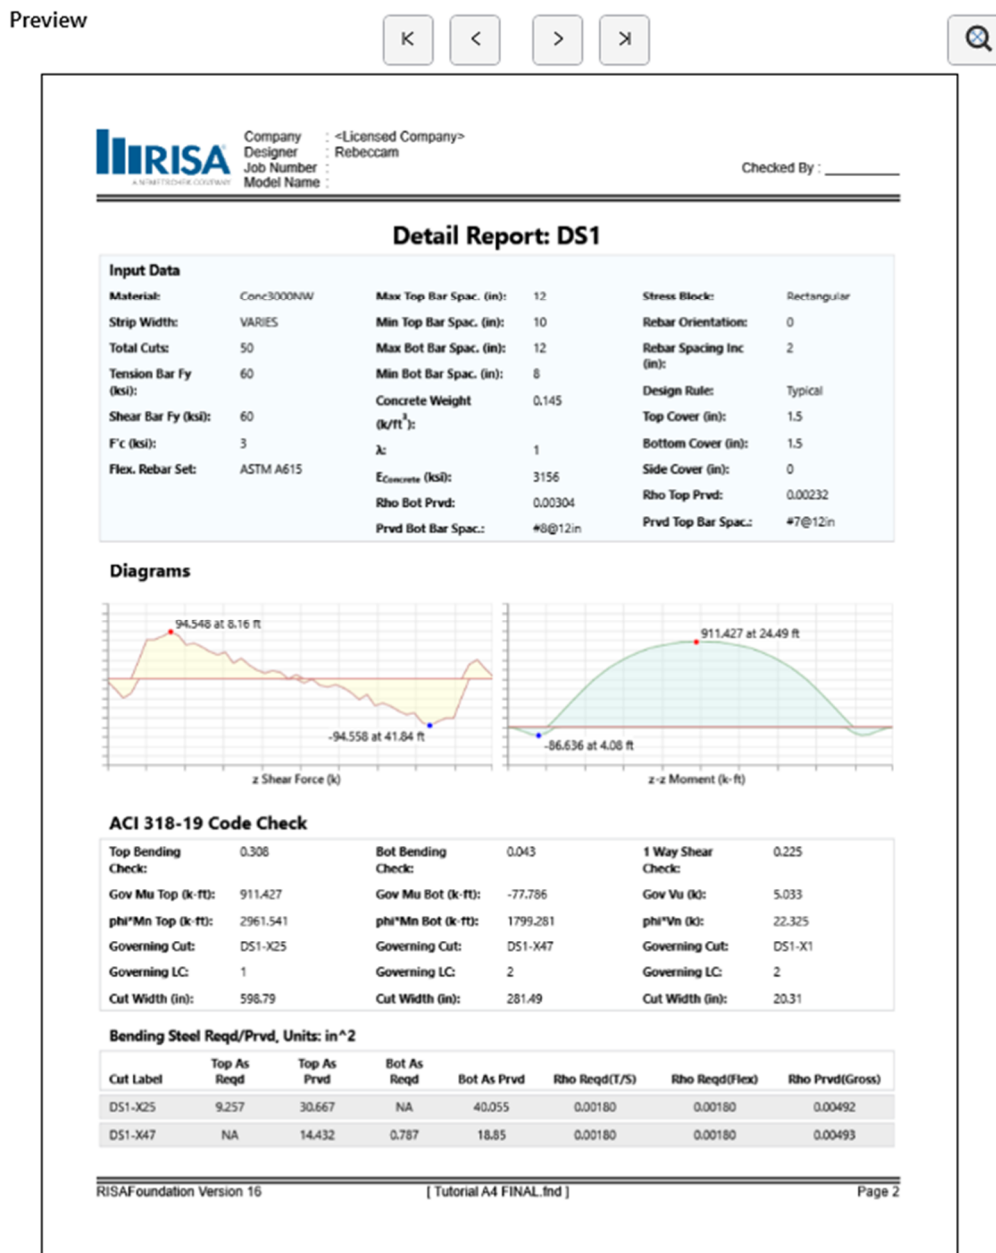 Preview
RISA
A NEMETSCHEK COMPANY
Company : <Licensed Company>
Designer : Rebeccam
Job Number :
Model Name :
Checked By : ________
Detail Report: DS1
Input Data
Material: Conc3000NW Max Top Bar Spac. (in): 12 Stress Block: Rectangular
Strip Width: VARIES Min Top Bar Spac. (in): 10 Rebar Orientation: 0
Total Cuts: 50 Max Bot Bar Spac. (in): 12 Rebar Spacing Inc (in): 2
Tension Bar Fy (ksi): 60 Min Bot Bar Spac. (in): 8 Design Rule: Typical
Shear Bar Fy (ksi): 60 Concrete Weight (k/ft³): 0.145 Top Cover (in): 1.5
F'c (ksi): 3 λ: 1 Bottom Cover (in): 1.5
Flex. Rebar Set: ASTM A615 EConcrete (ksi): 3156 Side Cover (in): 0
Rho Bot Prvd: 0.00304 Rho Top Prvd: 0.00232
Prvd Bot Bar Spac.: #8@12in Prvd Top Bar Spac.: #7@12in
Diagrams
94.548 at 8.16 ft
-94.558 at 41.84 ft
z Shear Force (k)
911.427 at 24.49 ft
-86.636 at 4.08 ft
z-z Moment (k-ft)
ACI 318-19 Code Check
Top Bending Check: 0.308 Bot Bending Check: 0.043 1 Way Shear Check: 0.225
Gov Mu Top (k-ft): 911.427 Gov Mu Bot (k-ft): -77.786 Gov Vu (k): 5.033
phi*Mn Top (k-ft): 2961.541 phi*Mn Bot (k-ft): 1799.281 phi*Vn (k): 22.325
Governing Cut: DS1-X25 Governing Cut: DS1-X47 Governing Cut: DS1-X1
Governing LC: 1 Governing LC: 2 Governing LC: 2
Cut Width (in): 598.79 Cut Width (in): 281.49 Cut Width (in): 20.31
Bending Steel Reqd/Prvd, Units: in^2
Cut Label Top As Reqd Top As Prvd Bot As Reqd Bot As Prvd Rho Reqd(T/S) Rho Reqd(Flex) Rho Prvd(Gross)
DS1-X25 9.257 30.667 NA 40.055 0.00180 0.00180 0.00492
DS1-X47 NA 14.432 0.787 18.85 0.00180 0.00180 0.00493
RISAFoundation Version 16 [ Tutorial A4 FINAL.fnd ] Page 2